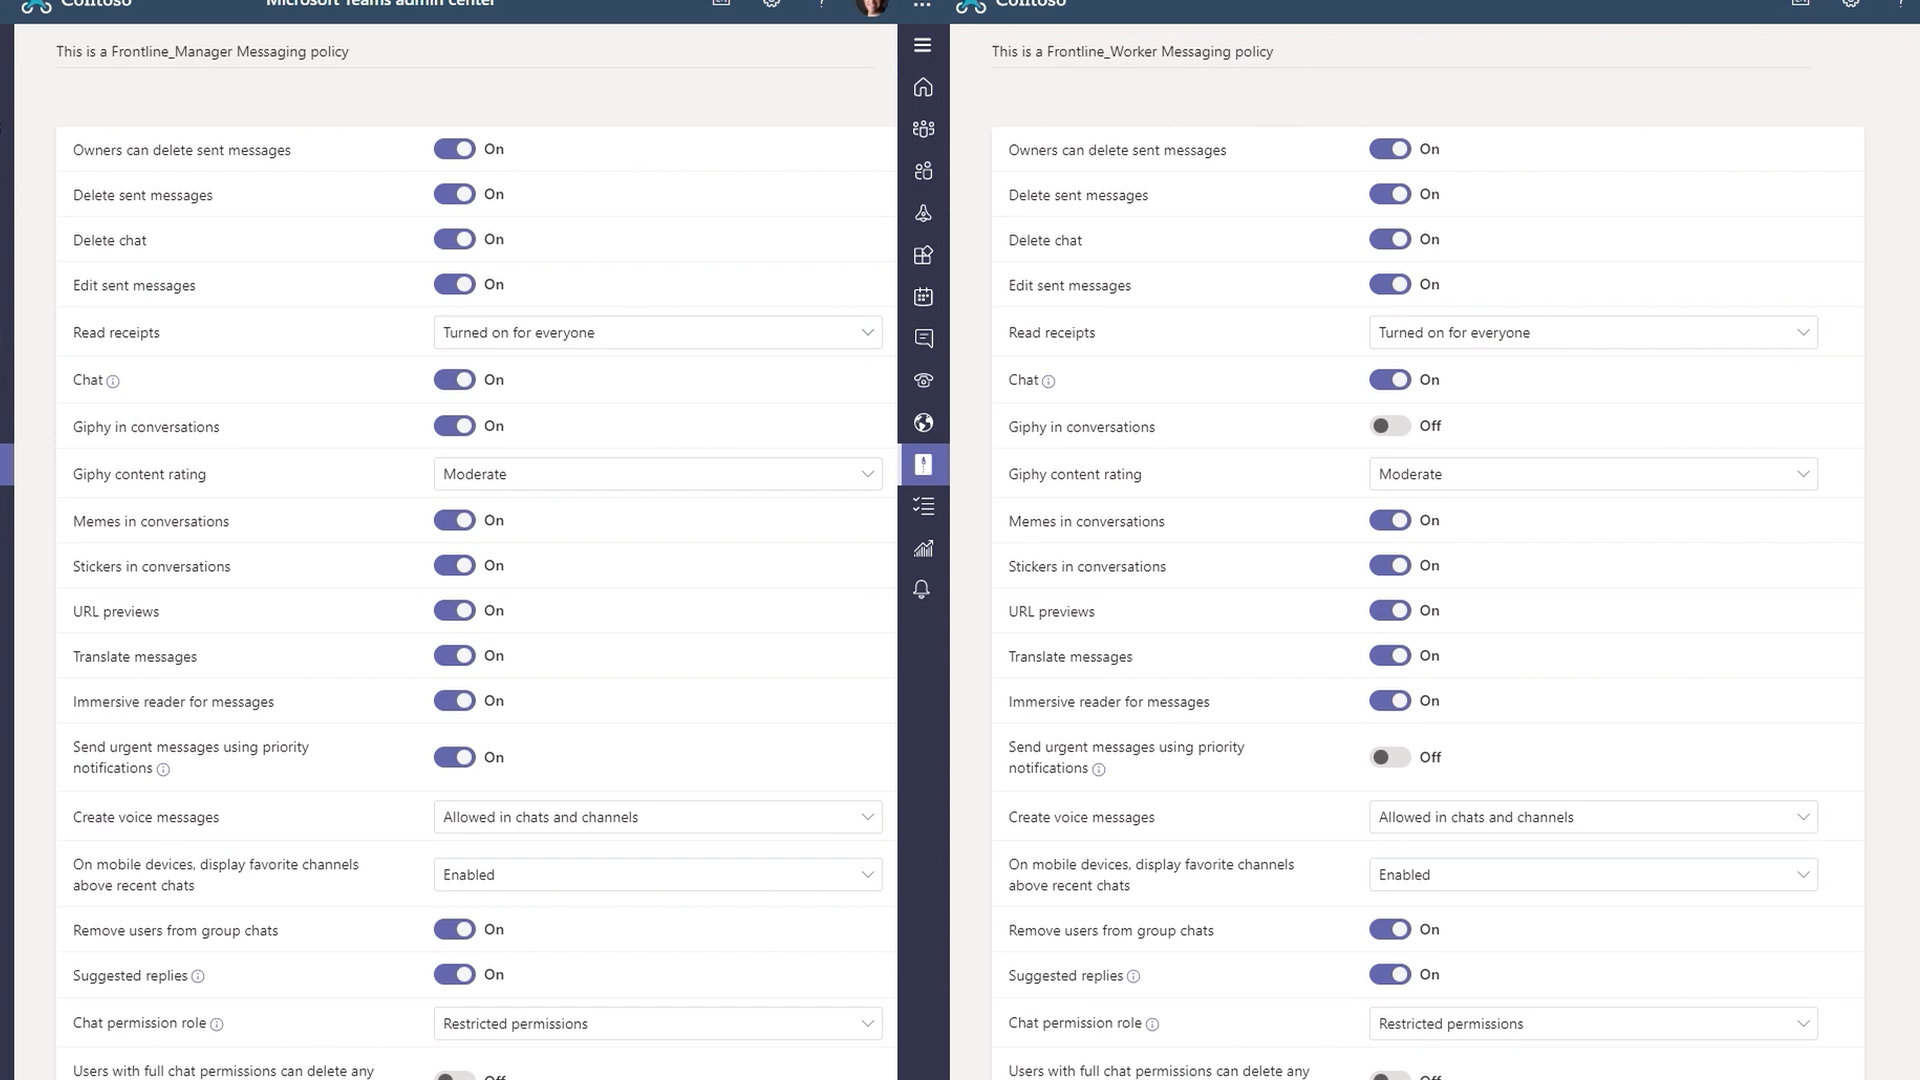 Contoso
Microsoft Teams admin center
This is a Frontline_Manager Messaging policy
Owners can delete sent messages
On
Delete sent messages
On
Delete chat
On
Edit sent messages
On
Read receipts
Turned on for everyone
Chat
On
Giphy in conversations
On
Giphy content rating
Moderate
Memes in conversations
On
Stickers in conversations
On
URL previews
On
Translate messages
On
Immersive reader for messages
On
Send urgent messages using priority
notifications
On
Create voice messages
Allowed in chats and channels
On mobile devices, display favorite channels
above recent chats
Enabled
Remove users from group chats
On
Suggested replies
On
Chat permission role
Restricted permissions
Users with full chat permissions can delete any
Off
Contoso
This is a Frontline_Worker Messaging policy
Owners can delete sent messages
On
Delete sent messages
On
Delete chat
On
Edit sent messages
On
Read receipts
Turned on for everyone
Chat
On
Giphy in conversations
Off
Giphy content rating
Moderate
Memes in conversations
On
Stickers in conversations
On
URL previews
On
Translate messages
On
Immersive reader for messages
On
Send urgent messages using priority
notifications
Off
Create voice messages
Allowed in chats and channels
On mobile devices, display favorite channels
above recent chats
Enabled
Remove users from group chats
On
Suggested replies
On
Chat permission role
Restricted permissions
Users with full chat permissions can delete any
Off